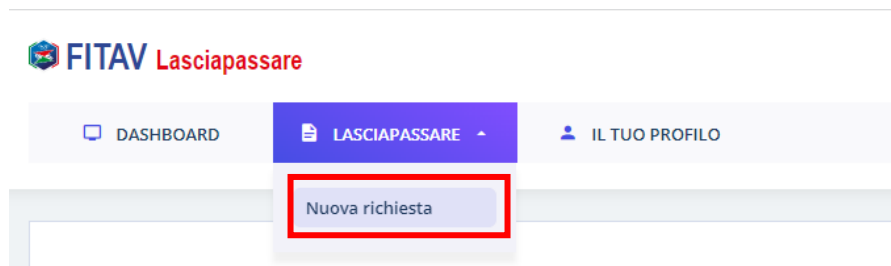 FITAV Lasciapassare
DASHBOARD
LASCIAPASSARE
IL TUO PROFILO
Nuova richiesta